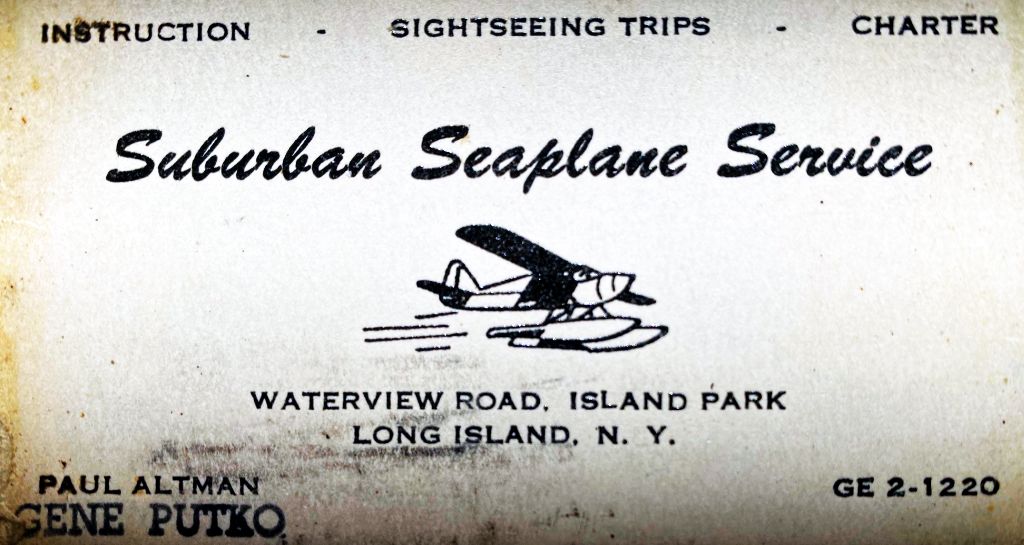 INSTRUCTION - SIGHTSEEING TRIPS - CHARTER
Suburban Seaplane Service
WATERVIEW ROAD, ISLAND PARK
LONG ISLAND, N. Y.
PAUL ALTMAN GE 2-1220
GENE PUTKO